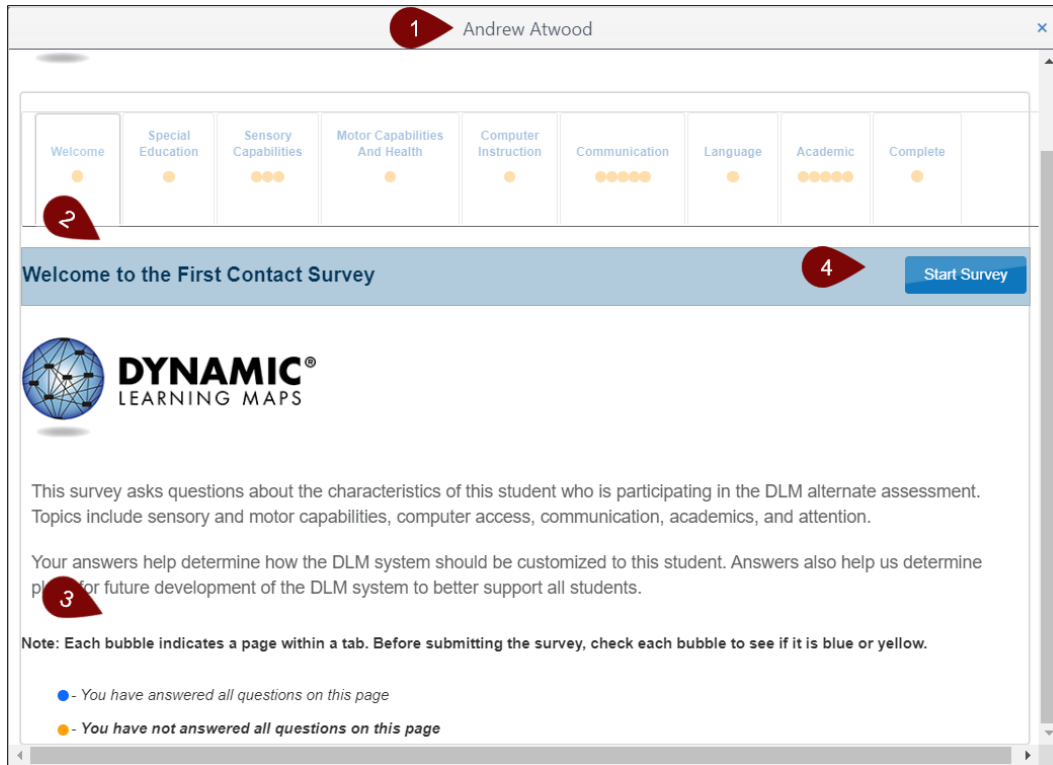 1 Andrew Atwood ×
Welcome
Special
Education
Sensory
Capabilities
Motor Capabilities
And Health
Computer
Instruction
Communication
Language
Academic
Complete
2
Welcome to the First Contact Survey
4
Start Survey
DYNAMIC®
LEARNING MAPS
This survey asks questions about the characteristics of this student who is participating in the DLM alternate assessment.
Topics include sensory and motor capabilities, computer access, communication, academics, and attention.
Your answers help determine how the DLM system should be customized to this student. Answers also help us determine
for future development of the DLM system to better support all students.
3
Note: Each bubble indicates a page within a tab. Before submitting the survey, check each bubble to see if it is blue or yellow.
- You have answered all questions on this page
- You have not answered all questions on this page